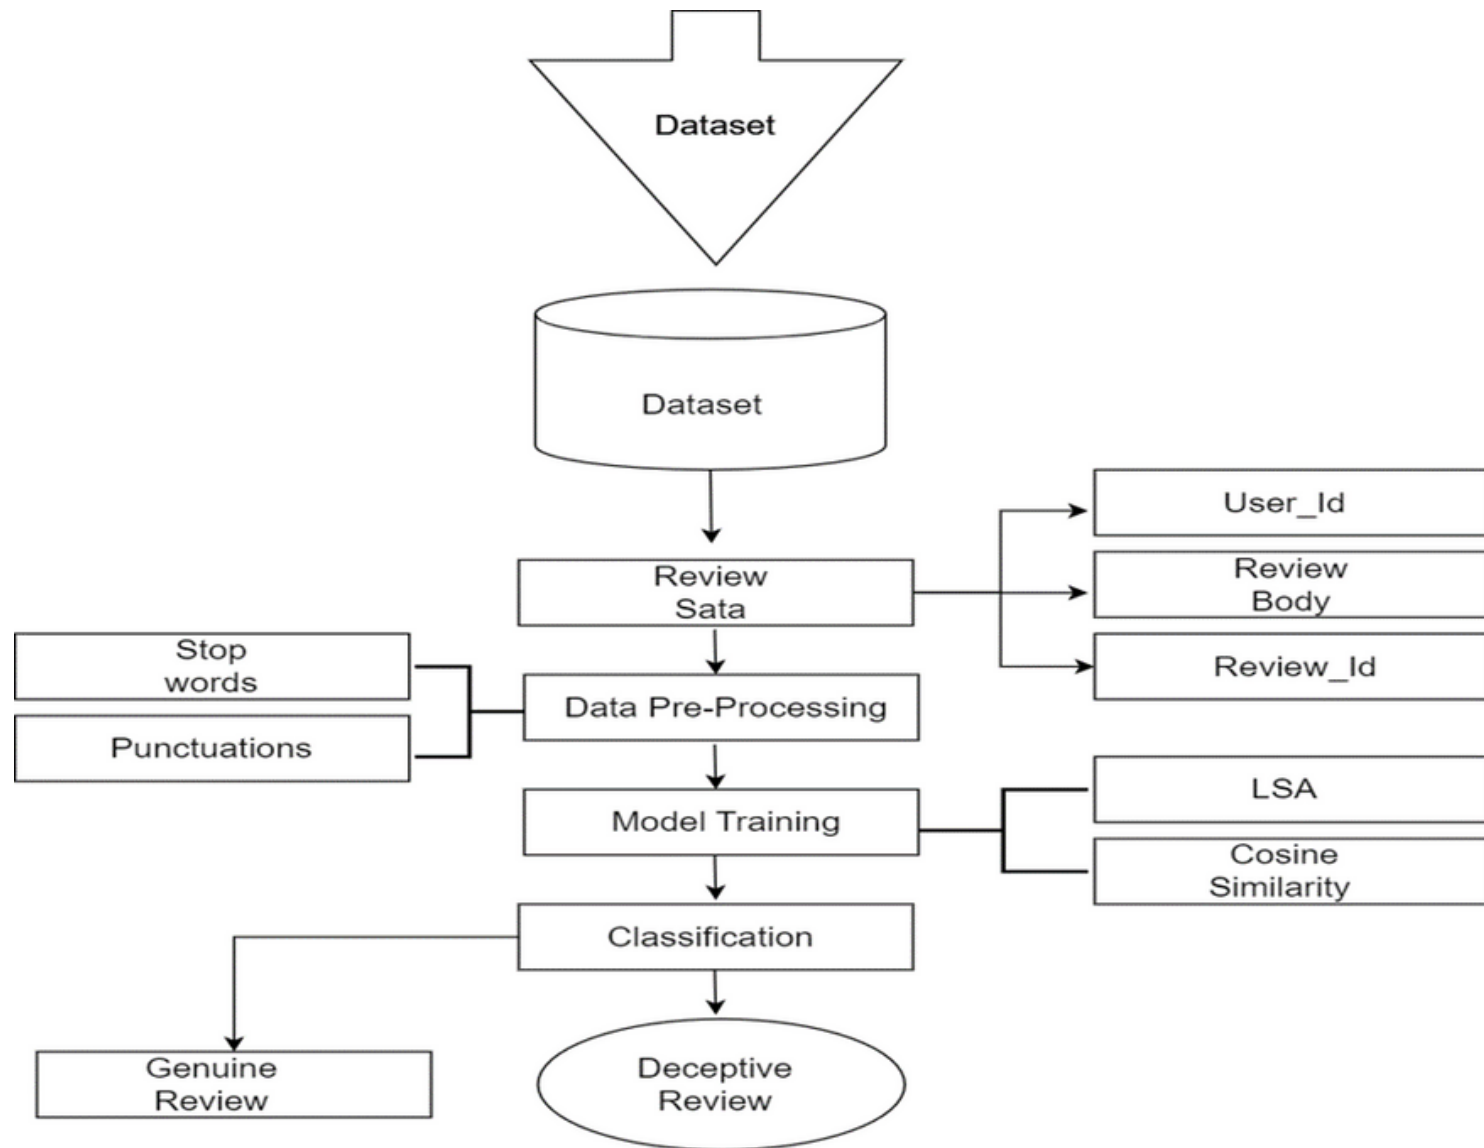 Dataset
Dataset
User_Id
Review
Sata
Review
Body
Stop
words
Review_Id
Data Pre-Processing
Punctuations
LSA
Model Training
Cosine
Similarity
Classification
Genuine
Review
Deceptive
Review